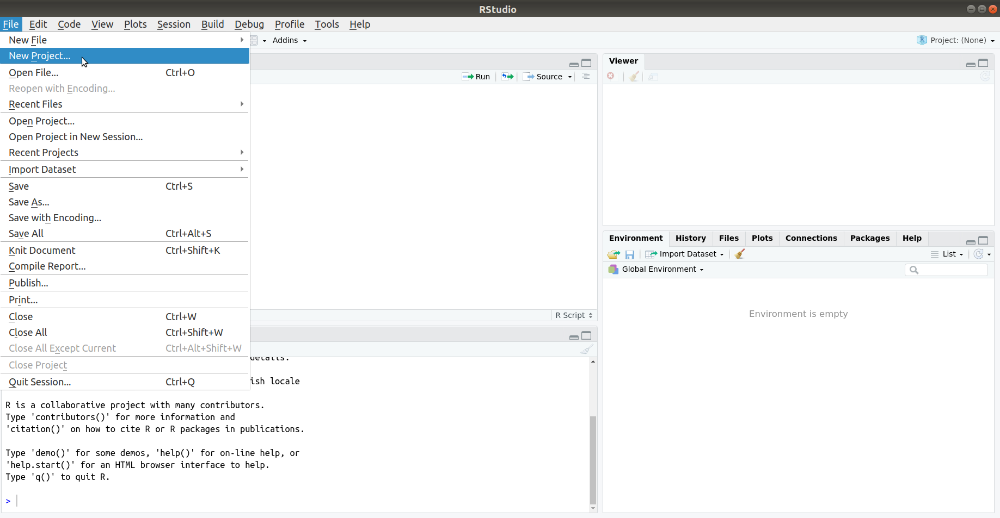 RStudio
File Edit Code View Plots Session Build Debug Profile Tools Help
Addins
Project: (None)
New File
New Project...
Open File... Ctrl+O
Reopen with Encoding...
Recent Files
Open Project...
Open Project in New Session...
Recent Projects
Import Dataset
Save Ctrl+S
Save As...
Save with Encoding...
Save All Ctrl+Alt+S
Knit Document Ctrl+Shift+K
Compile Report...
Publish...
Print...
Close Ctrl+W
Close All Ctrl+Shift+W
Close All Except Current Ctrl+Alt+Shift+W
Close Project
Quit Session... Ctrl+Q
Run Source
R Script
details.
ish locale
R is a collaborative project with many contributors.
Type 'contributors()' for more information and
'citation()' on how to cite R or R packages in publications.
Type 'demo()' for some demos, 'help()' for on-line help, or
'help.start()' for an HTML browser interface to help.
Type 'q()' to quit R.
>
Viewer
Environment History Files Plots Connections Packages Help
Import Dataset List
Global Environment
Environment is empty